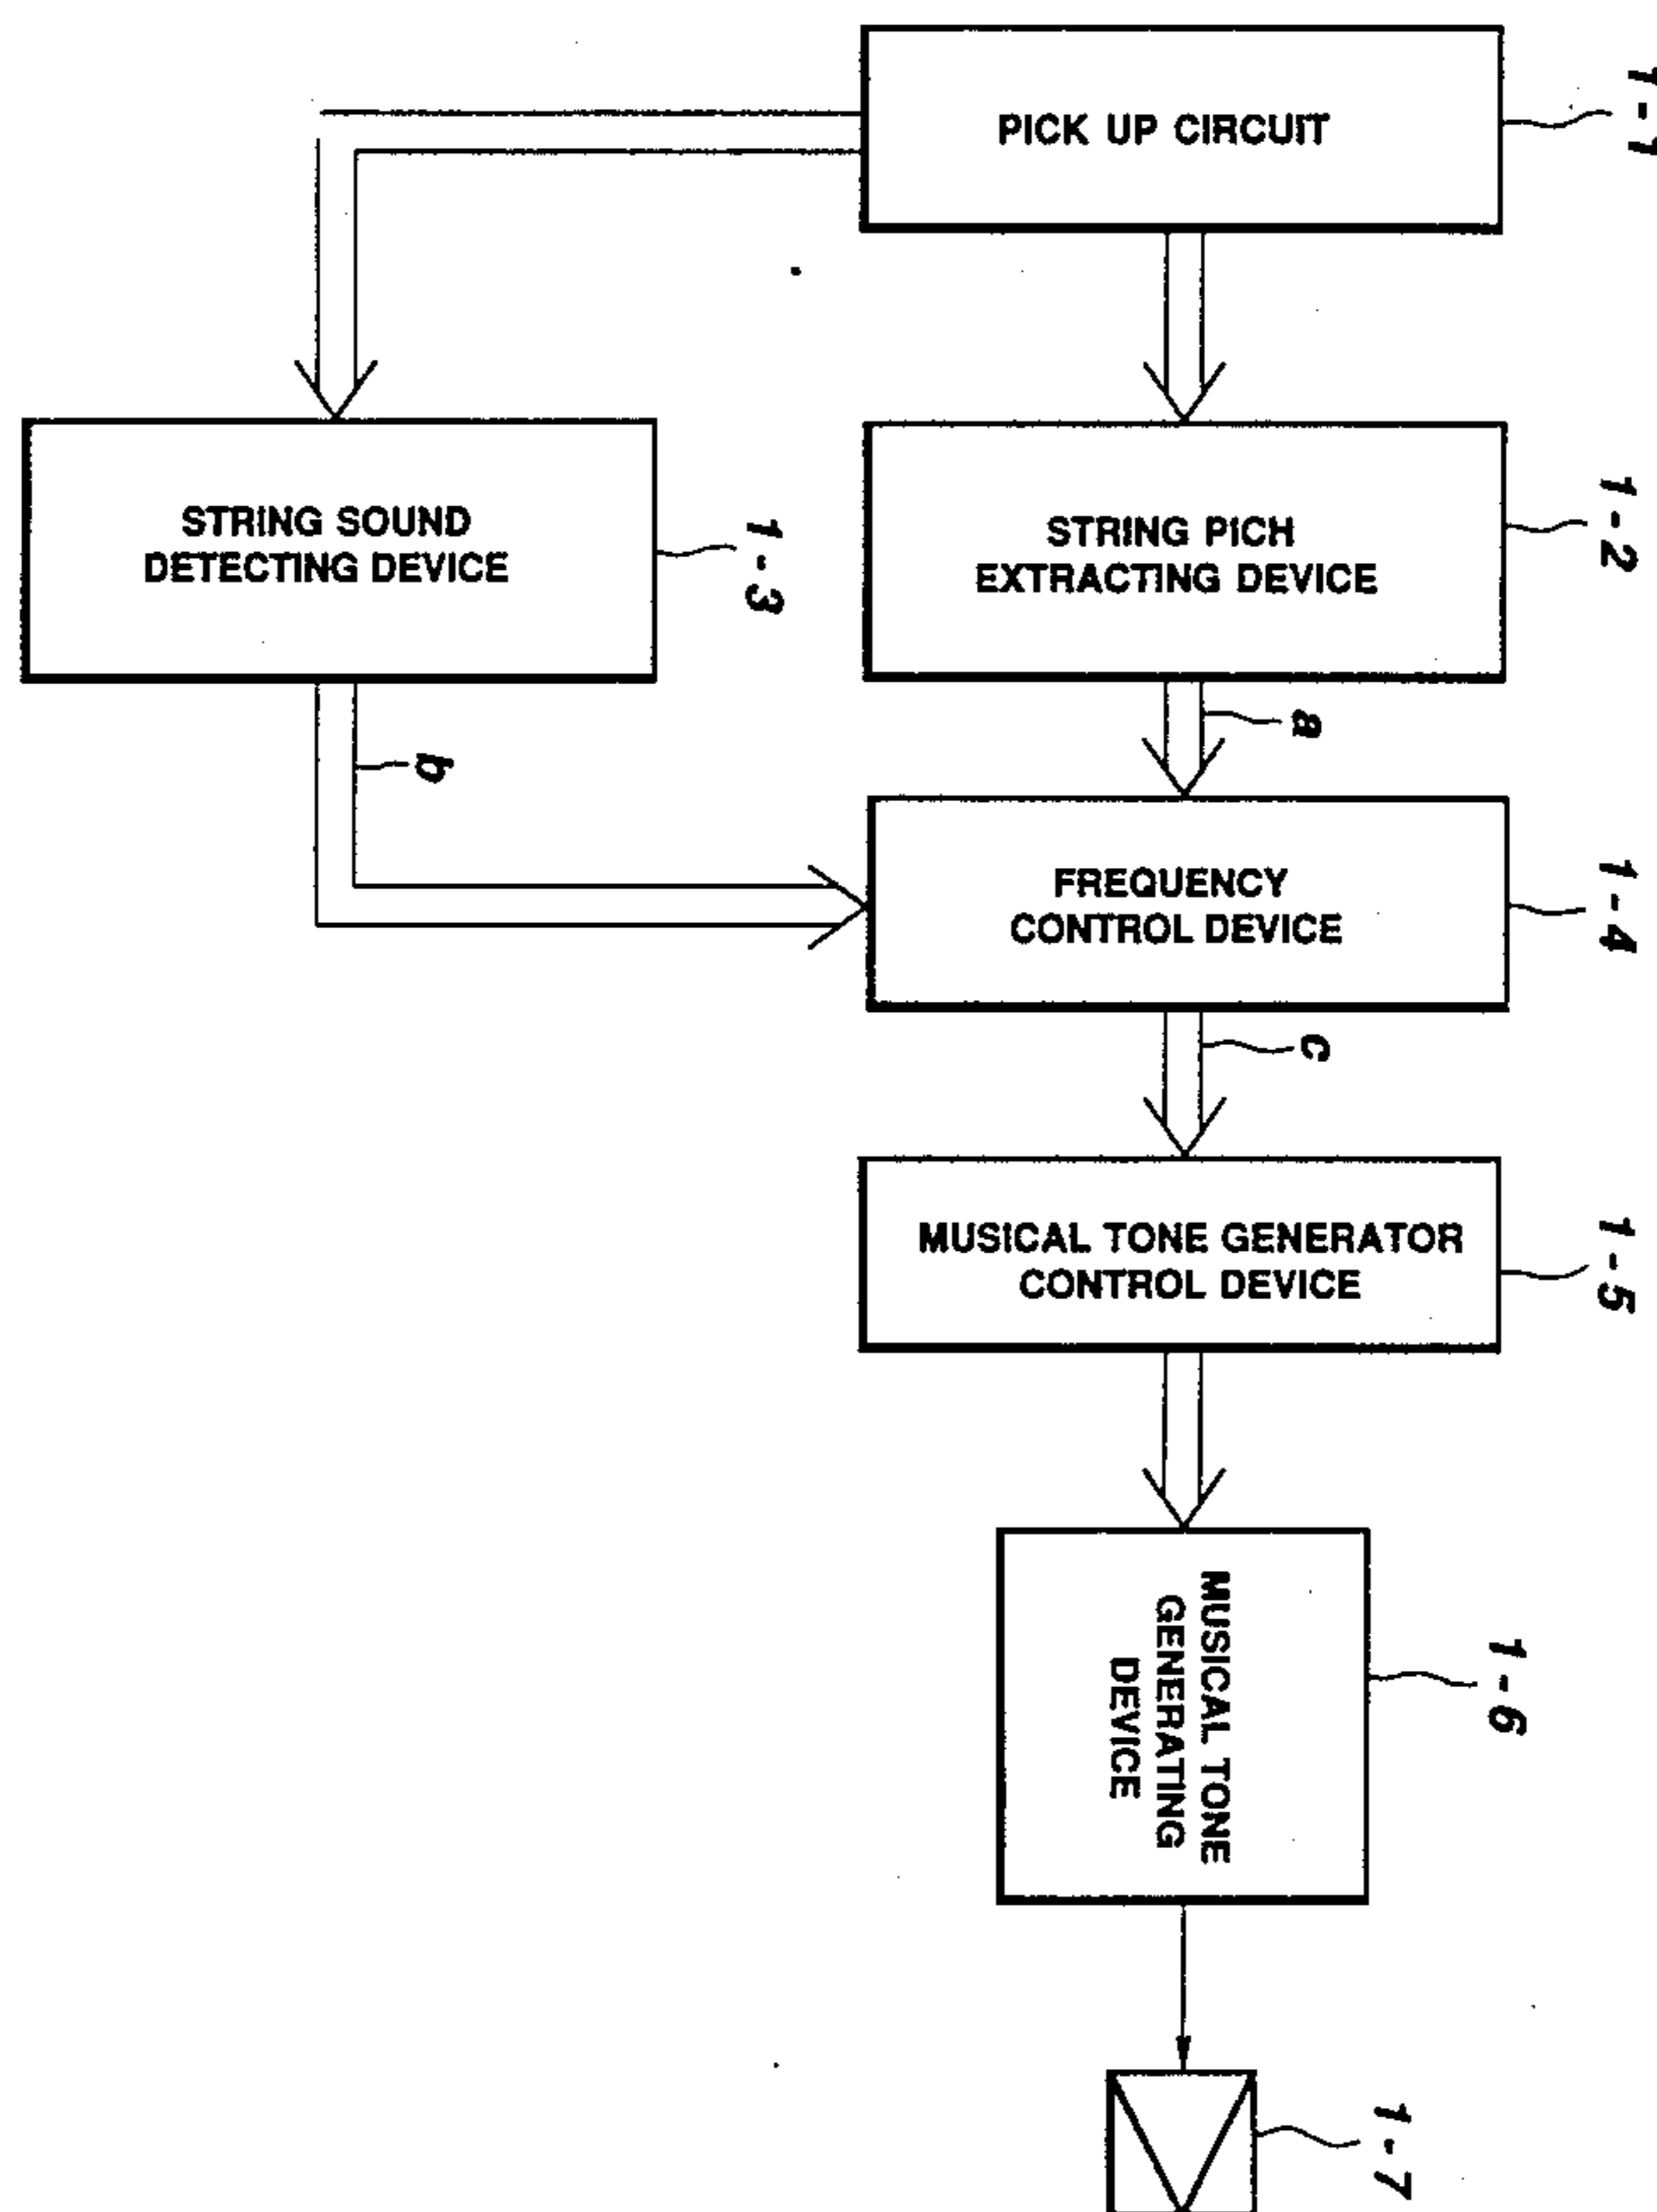 PICK UP CIRCUIT
1-1
STRING SOUND
DETECTING DEVICE
1-3
STRING PICH
EXTRACTING DEVICE
1-2
a
b
FREQUENCY
CONTROL DEVICE
1-4
c
MUSICAL TONE GENERATOR
CONTROL DEVICE
1-5
MUSICAL TONE
GENERATING
DEVICE
1-6
1-7